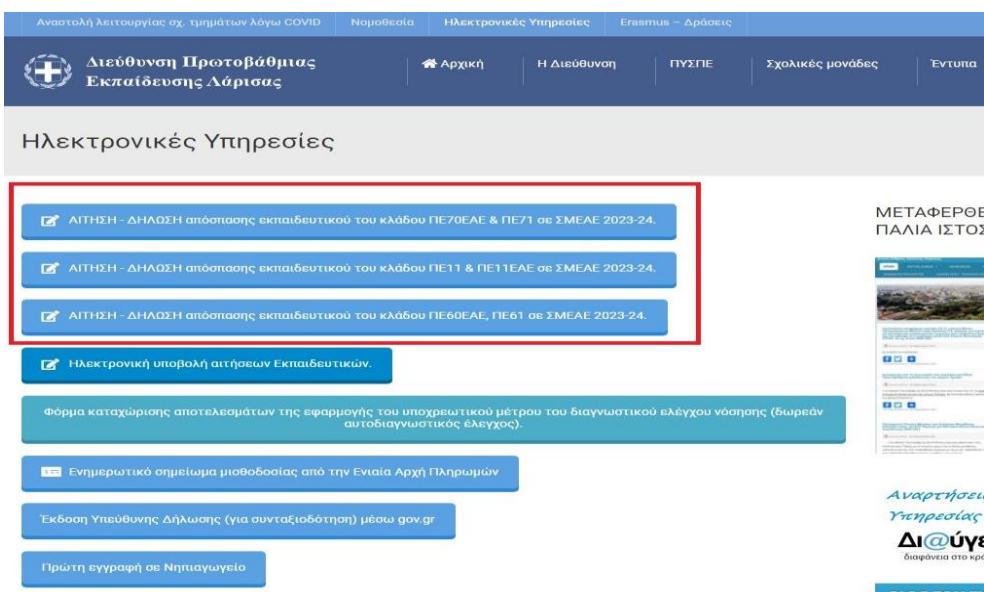 Αναστολή λειτουργίας σχ. τμημάτων λόγω COVID Νομοθεσία Ηλεκτρονικές Υπηρεσίες Erasmus – Δράσεις
Διεύθυνση Πρωτοβάθμιας
Εκπαίδευσης Λάρισας
Αρχική Η Διεύθυνση ΠΥΣΠΕ Σχολικές μονάδες Έντυπα
Ηλεκτρονικές Υπηρεσίες
ΑΙΤΗΣΗ - ΔΗΛΩΣΗ απόσπασης εκπαιδευτικού του κλάδου ΠΕ70ΕΑΕ & ΠΕ71 σε ΣΜΕΑΕ 2023-24.
ΑΙΤΗΣΗ - ΔΗΛΩΣΗ απόσπασης εκπαιδευτικού του κλάδου ΠΕ11 & ΠΕ11ΕΑΕ σε ΣΜΕΑΕ 2023-24.
ΑΙΤΗΣΗ - ΔΗΛΩΣΗ απόσπασης εκπαιδευτικού του κλάδου ΠΕ60ΕΑΕ, ΠΕ61 σε ΣΜΕΑΕ 2023-24.
Ηλεκτρονική υποβολή αιτήσεων Εκπαιδευτικών.
Φόρμα καταχώρισης αποτελεσμάτων της εφαρμογής του υποχρεωτικού μέτρου του διαγνωστικού ελέγχου νόσησης (δωρεάν
αυτοδιαγνωστικός έλεγχος).
Ενημερωτικό σημείωμα μισθοδοσίας από την Ενιαία Αρχή Πληρωμών
Έκδοση Υπεύθυνης Δήλωσης (για συνταξιοδότηση) μέσω gov.gr
Πρώτη εγγραφή σε Νηπιαγωγείο
ΜΕΤΑΦΕΡΘΕ
ΠΑΛΙΑ ΙΣΤΟΣ
Αναρτήσει
Υπηρεσίας
Δι@ύγε
διαφάνεια στο κρά